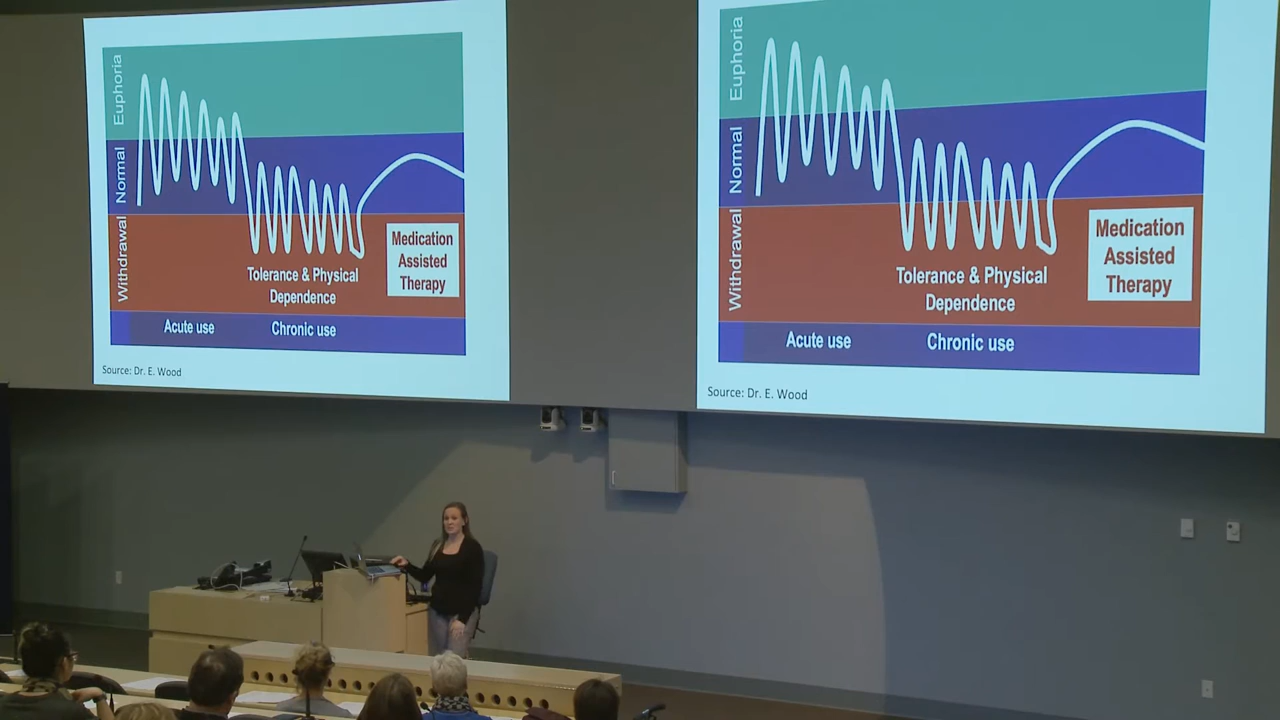 Euphoria
Normal
Withdrawal
Tolerance & Physical
Dependence
Medication
Assisted
Therapy
Acute use
Chronic use
Source: Dr. E. Wood
Euphoria
Normal
Withdrawal
Tolerance & Physical
Dependence
Medication
Assisted
Therapy
Acute use
Chronic use
Source: Dr. E. Wood